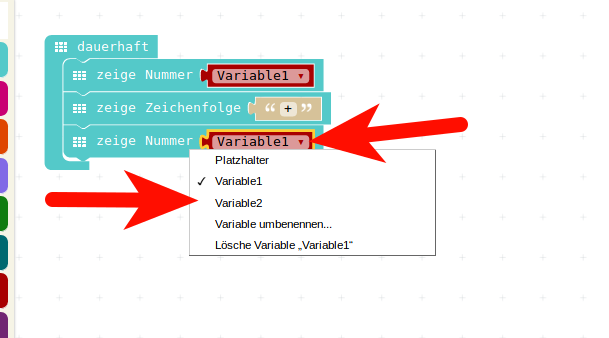 dauerhaft
zeige Nummer Variable1 ▾
zeige Zeichenfolge “ + ”
zeige Nummer Variable1 ▾
Platzhalter
✓ Variable1
Variable2
Variable umbenennen...
Lösche Variable „Variable1“